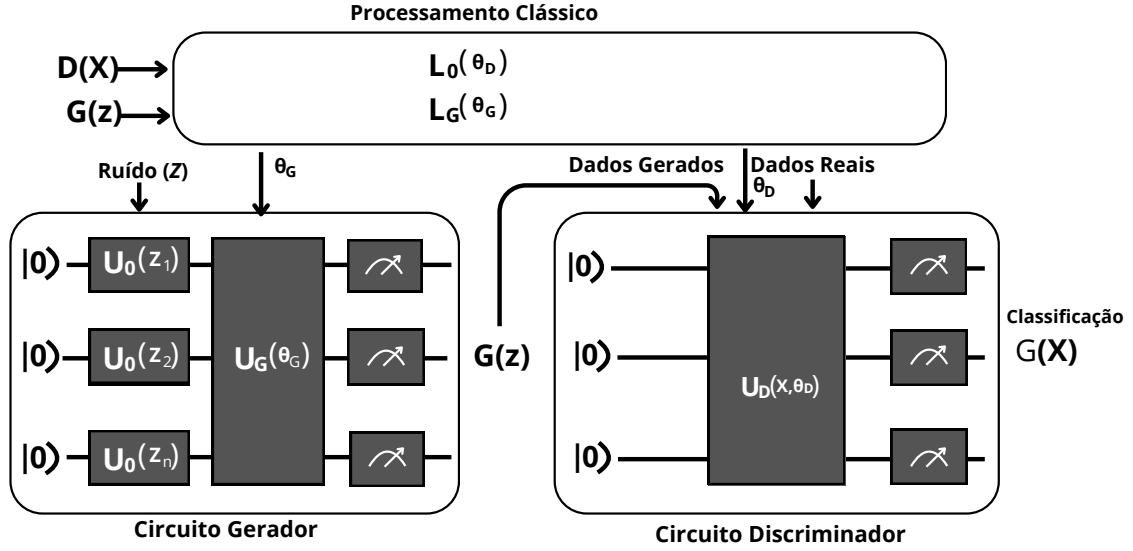 Processamento Clássico
D(X)
L0(θD)
G(z)
LG(θG)
Ruído (Z)
θG
Dados Gerados
Dados Reais
θD
|0⟩
U0(z1)
|0⟩
U0(z2)
UG(θG)
|0⟩
U0(zn)
Circuito Gerador
G(z)
|0⟩
|0⟩
UD(X,θD)
|0⟩
Circuito Discriminador
Classificação
G(X)